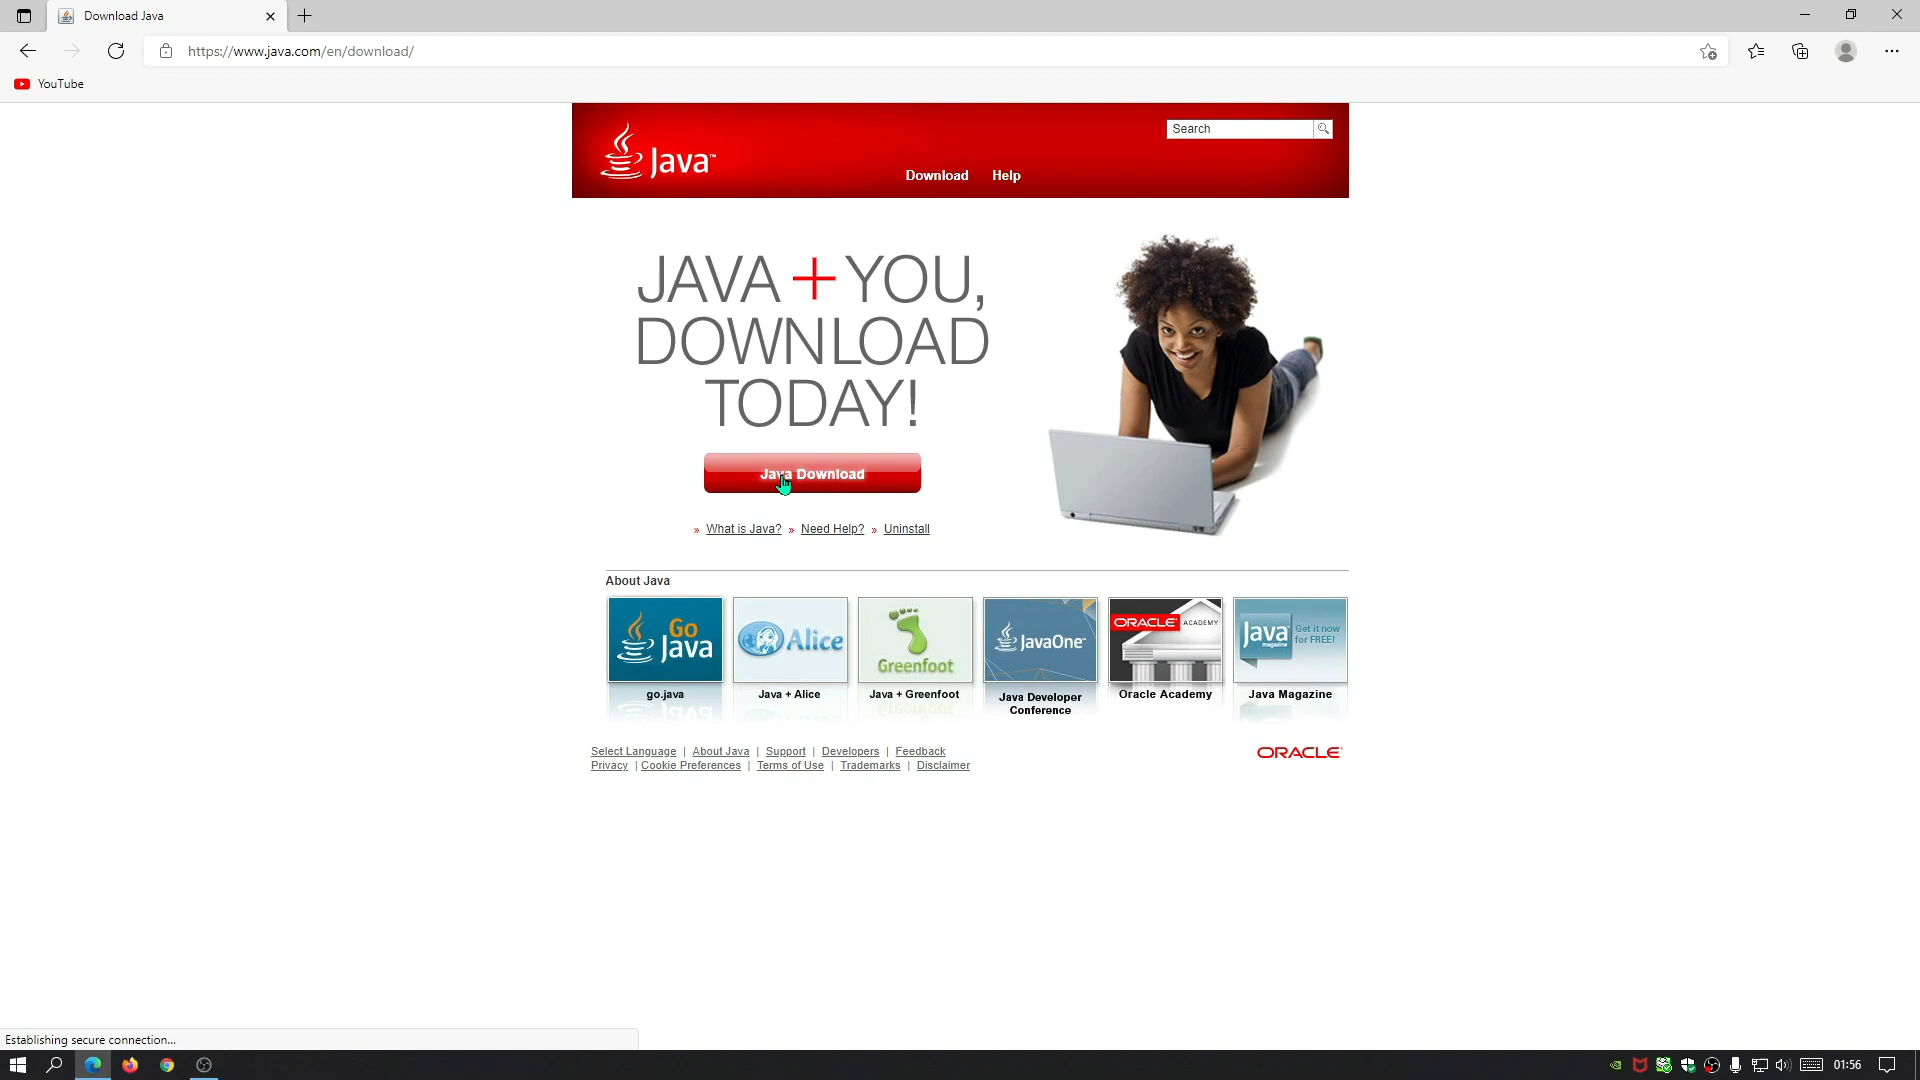 Download Java
https://www.java.com/en/download/
YouTube
Java™
Search
Download Help
JAVA + YOU,
DOWNLOAD
TODAY!
Java Download
» What is Java? » Need Help? » Uninstall
About Java
Go Java
Alice
Greenfoot
JavaOne™
ORACLE ACADEMY
Java magazine Get it now for FREE!
go.java
Java + Alice
Java + Greenfoot
Java Developer
Conference
Oracle Academy
Java Magazine
Select Language | About Java | Support | Developers | Feedback
Privacy | Cookie Preferences | Terms of Use | Trademarks | Disclaimer
ORACLE
Establishing secure connection...
01:56